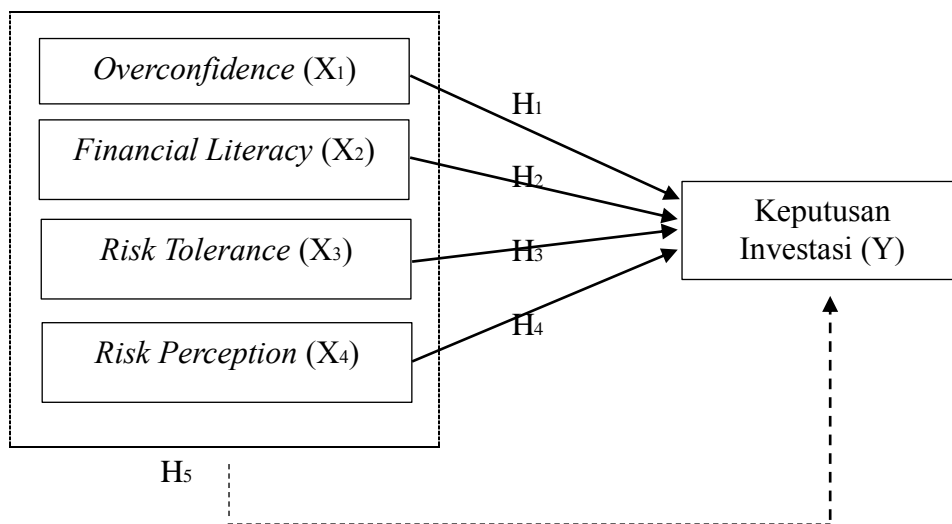 Overconfidence (X₁)
H₁
Financial Literacy (X₂)
H₂
Risk Tolerance (X₃)
H₃
Risk Perception (X₄)
H₄
Keputusan
Investasi (Y)
H₅